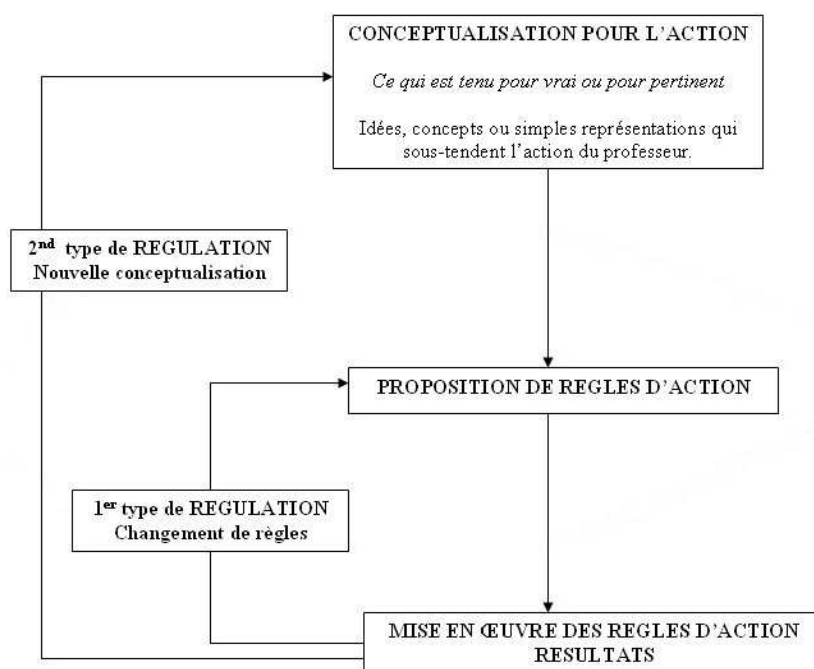 CONCEPTUALISATION POUR L'ACTION
Ce qui est tenu pour vrai ou pour pertinent
Idées, concepts ou simples représentations qui
sous-tendent l'action du professeur.
2nd type de REGULATION
Nouvelle conceptualisation
PROPOSITION DE REGLES D'ACTION
1er type de REGULATION
Changement de règles
MISE EN ŒUVRE DES REGLES D'ACTION
RESULTATS